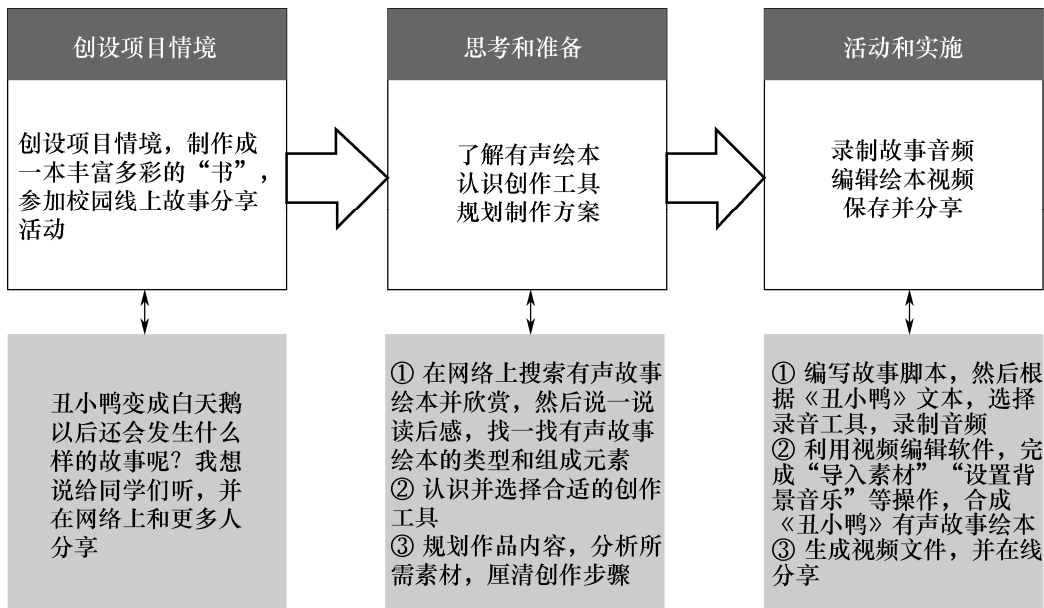 创设项目情境
创设项目情境，制作成
一本丰富多彩的“书”，
参加校园线上故事分享
活动
丑小鸭变成白天鹅
以后还会发生什么
样的故事呢？我想
说给同学们听，并
在网络上和更多人
分享
思考和准备
了解有声绘本
认识创作工具
规划制作方案
① 在网络上搜索有声故事
绘本并欣赏，然后说一说
读后感，找一找有声故事
绘本的类型和组成元素
② 认识并选择合适的创作
工具
③ 规划作品内容，分析所
需素材，厘清创作步骤
活动和实施
录制故事音频
编辑绘本视频
保存并分享
① 编写故事脚本，然后根
据《丑小鸭》文本，选择
录音工具，录制音频
② 利用视频编辑软件，完
成“导入素材”“设置背
景音乐”等操作，合成
《丑小鸭》有声故事绘本
③ 生成视频文件，并在线
分享